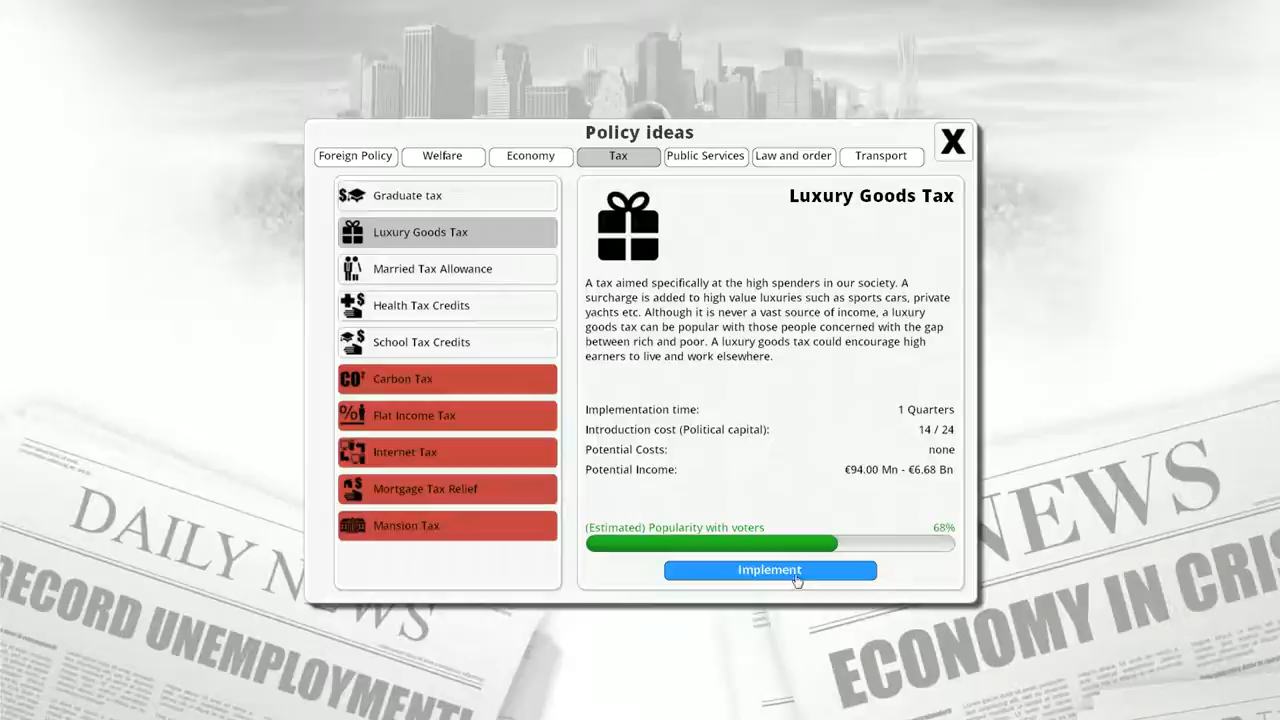 Policy ideas
X
Foreign Policy
Welfare
Economy
Tax
Public Services
Law and order
Transport
Graduate tax
Luxury Goods Tax
Married Tax Allowance
Health Tax Credits
School Tax Credits
CO² Carbon Tax
Flat Income Tax
Internet Tax
Mortgage Tax Relief
Mansion Tax
Luxury Goods Tax
A tax aimed specifically at the high spenders in our society. A
surcharge is added to high value luxuries such as sports cars, private
yachts etc. Although it is never a vast source of income, a luxury
goods tax can be popular with those people concerned with the gap
between rich and poor. A luxury goods tax could encourage high
earners to live and work elsewhere.
Implementation time: 1 Quarters
Introduction cost (Political capital): 14 / 24
Potential Costs: none
Potential Income: €94.00 Mn - €6.68 Bn
(Estimated) Popularity with voters 68%
Implement
DAILY NEWS
RECORD UNEMPLOYMENT!
NEWS
ECONOMY IN CRIS